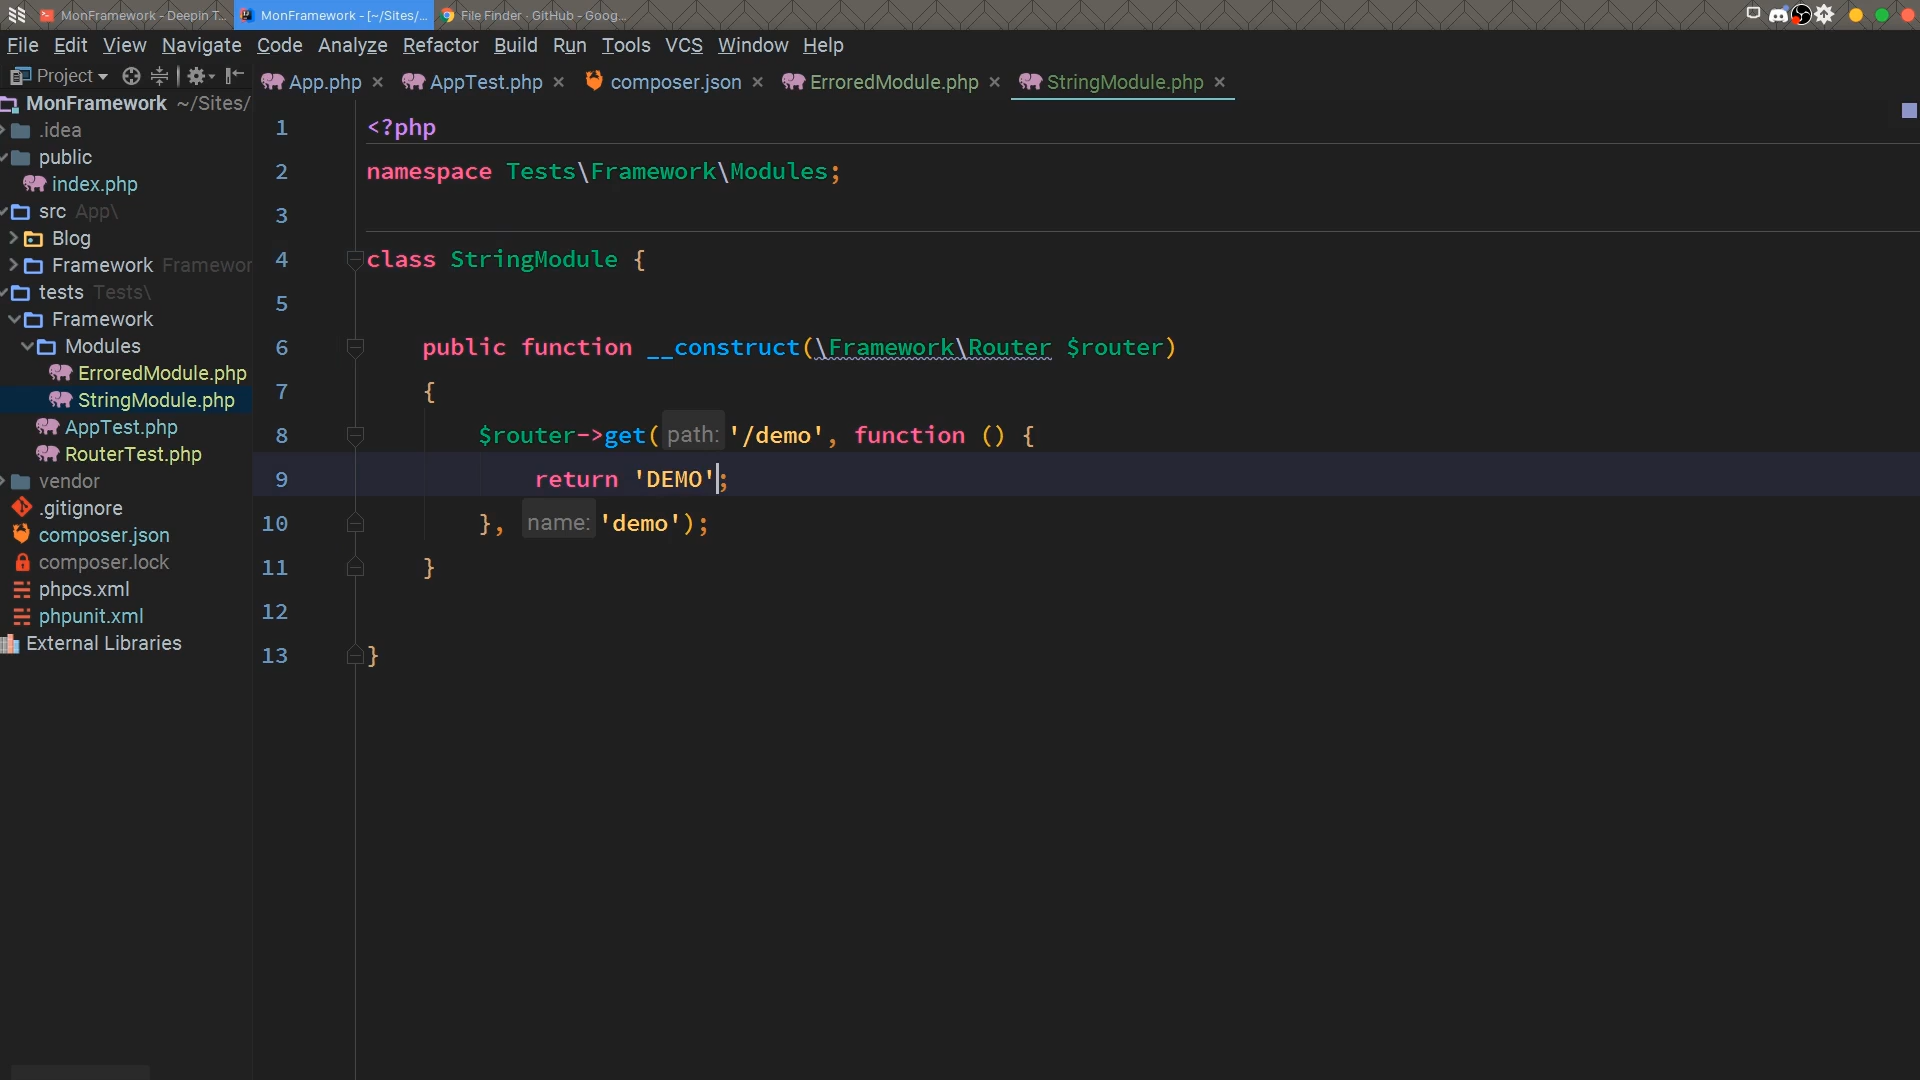 MonFramework - Deepin T...
MonFramework - [~/Sites/...
File Finder · GitHub - Goog...
File Edit View Navigate Code Analyze Refactor Build Run Tools VCS Window Help
Project
App.php
AppTest.php
composer.json
ErroredModule.php
StringModule.php
MonFramework ~/Sites/
.idea
public
index.php
src App\
Blog
Framework Framewor
tests Tests\
Framework
Modules
ErroredModule.php
StringModule.php
AppTest.php
RouterTest.php
vendor
.gitignore
composer.json
composer.lock
phpcs.xml
phpunit.xml
External Libraries
1 <?php
2 namespace Tests\Framework\Modules;
3
4 class StringModule {
5
6 public function __construct(\Framework\Router $router)
7 {
8 $router->get( path: '/demo', function () {
9 return 'DEMO';
10 }, name: 'demo');
11 }
12
13 }